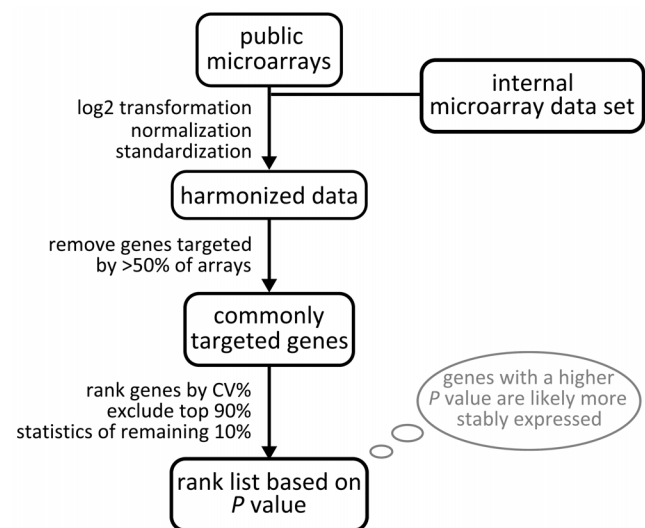 public
microarrays
internal
microarray data set
log2 transformation
normalization
standardization
harmonized data
remove genes targeted
by >50% of arrays
commonly
targeted genes
rank genes by CV%
exclude top 90%
statistics of remaining 10%
genes with a higher
P value are likely more
stably expressed
rank list based on
P value